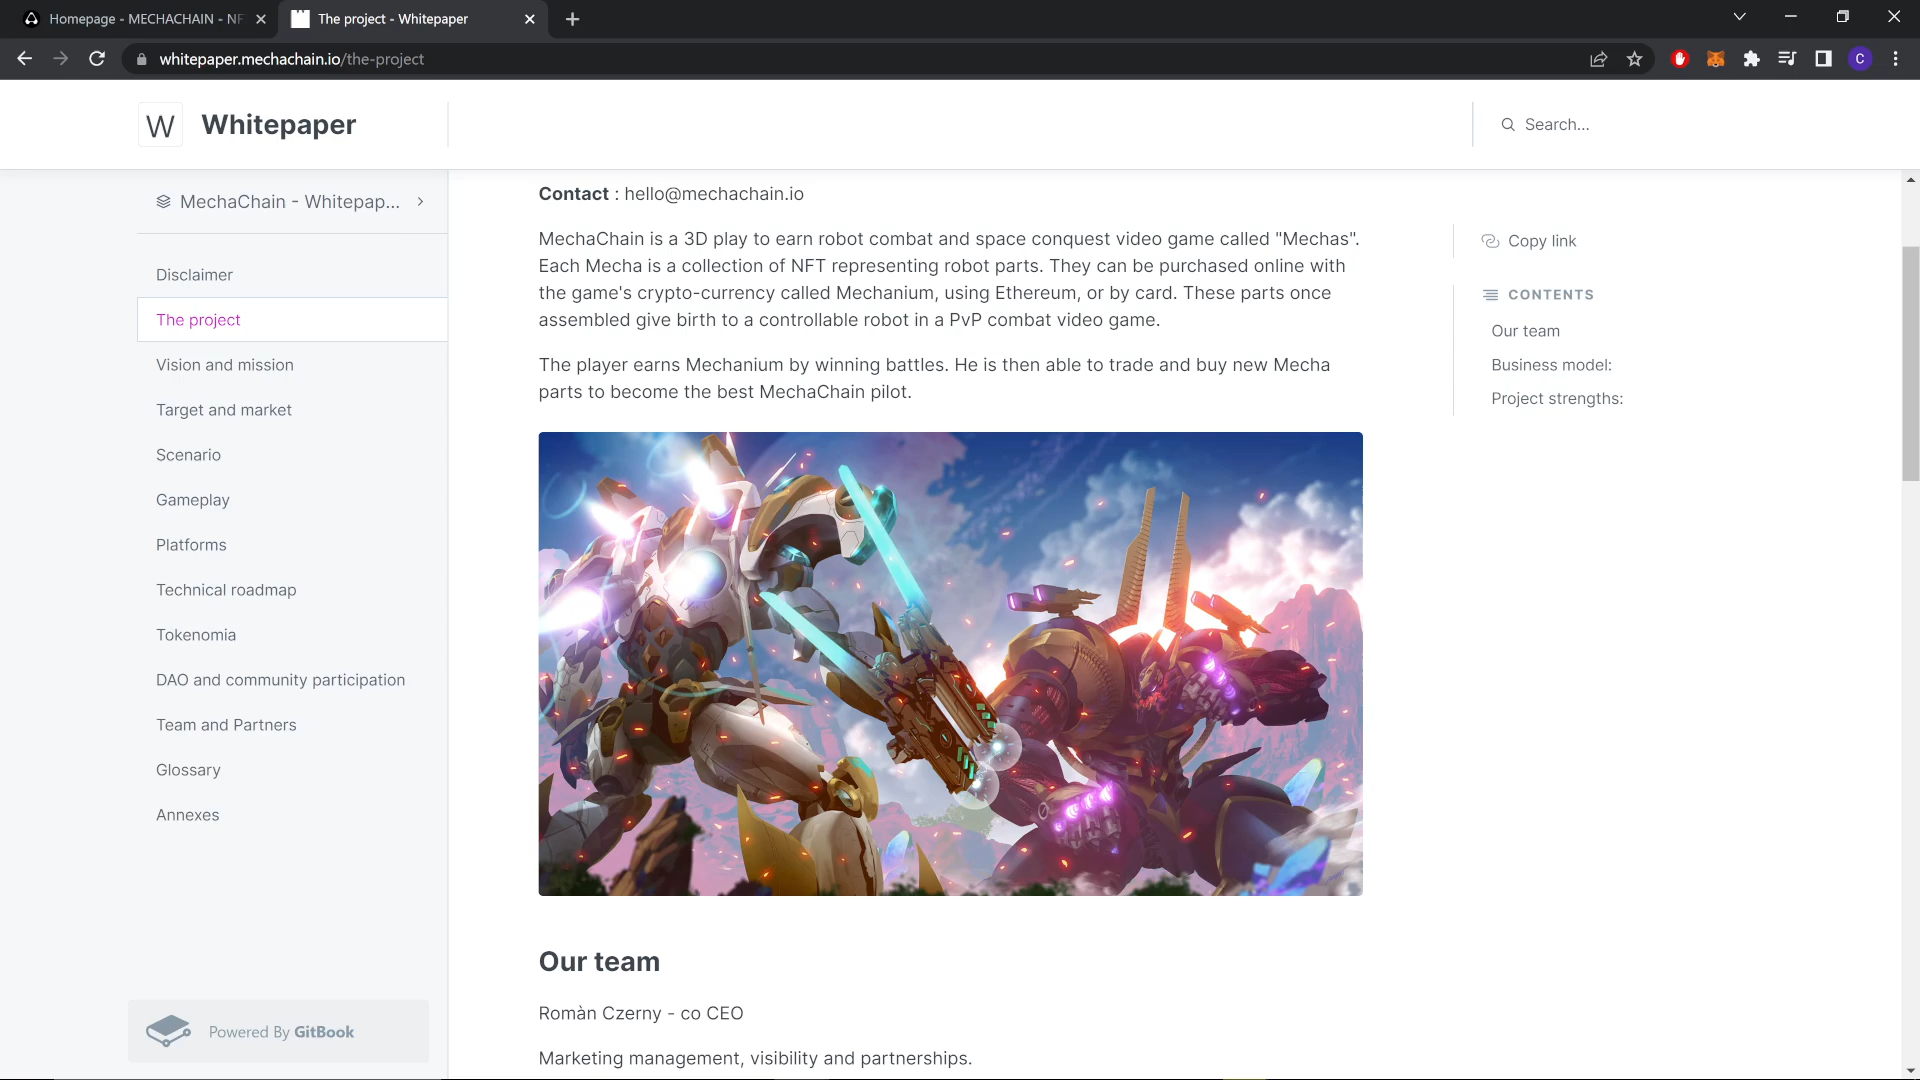 Homepage - MECHACHAIN - NF
The project - Whitepaper
whitepaper.mechachain.io/the-project
C
W Whitepaper
Search...
MechaChain - Whitepap...
Disclaimer
The project
Vision and mission
Target and market
Scenario
Gameplay
Platforms
Technical roadmap
Tokenomia
DAO and community participation
Team and Partners
Glossary
Annexes
Powered By GitBook
Contact : hello@mechachain.io
MechaChain is a 3D play to earn robot combat and space conquest video game called "Mechas".
Each Mecha is a collection of NFT representing robot parts. They can be purchased online with
the game's crypto-currency called Mechanium, using Ethereum, or by card. These parts once
assembled give birth to a controllable robot in a PvP combat video game.
The player earns Mechanium by winning battles. He is then able to trade and buy new Mecha
parts to become the best MechaChain pilot.
Our team
Romàn Czerny - co CEO
Marketing management, visibility and partnerships.
Copy link
CONTENTS
Our team
Business model:
Project strengths: